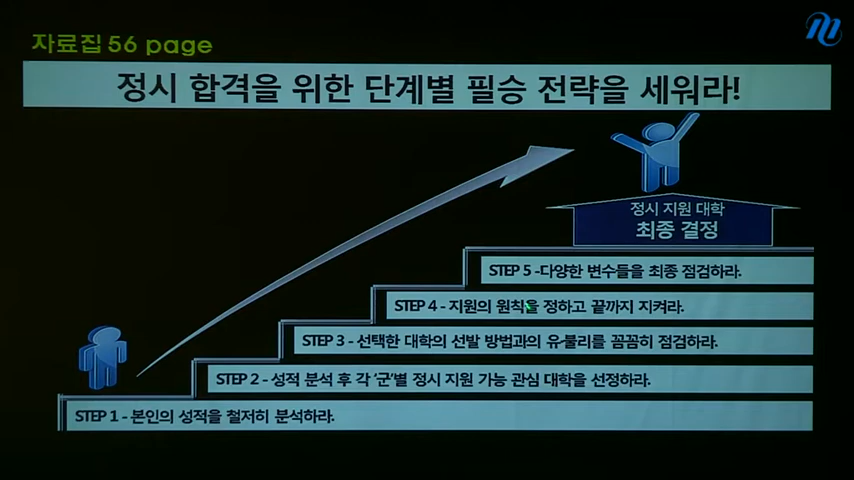 자료집 56 page
정시 합격을 위한 단계별 필승 전략을 세워라!
정시 지원 대학
최종 결정
STEP 5 -다양한 변수들을 최종 점검하라.
STEP 4 - 지원의 원칙을 정하고 끝까지 지켜라.
STEP 3 - 선택한 대학의 선발 방법과의 유·불리를 꼼꼼히 점검하라.
STEP 2 - 성적 분석 후 각 '군'별 정시 지원 가능 관심 대학을 선정하라.
STEP 1 - 본인의 성적을 철저히 분석하라.